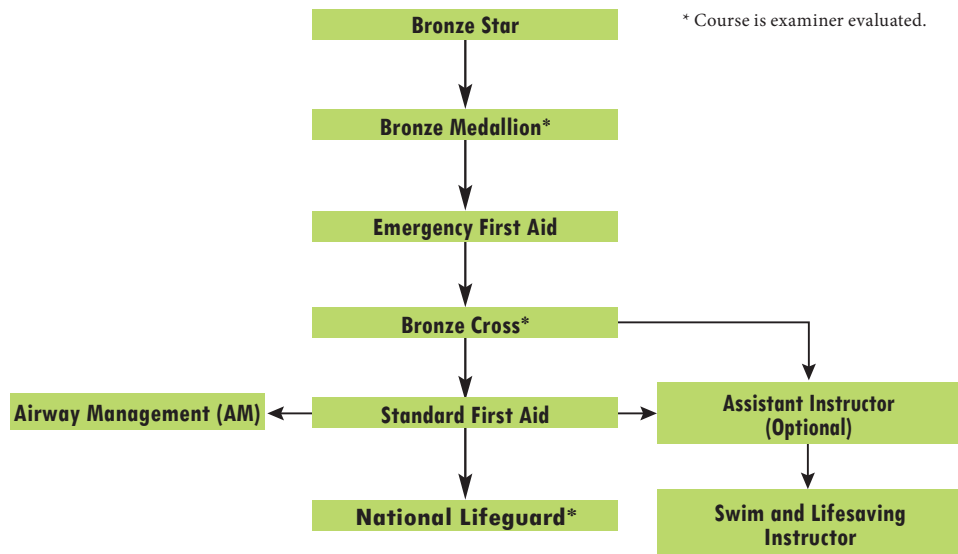 Bronze Star
* Course is examiner evaluated.
Bronze Medallion*
Emergency First Aid
Bronze Cross*
Airway Management (AM)
Standard First Aid
Assistant Instructor
(Optional)
National Lifeguard*
Swim and Lifesaving
Instructor